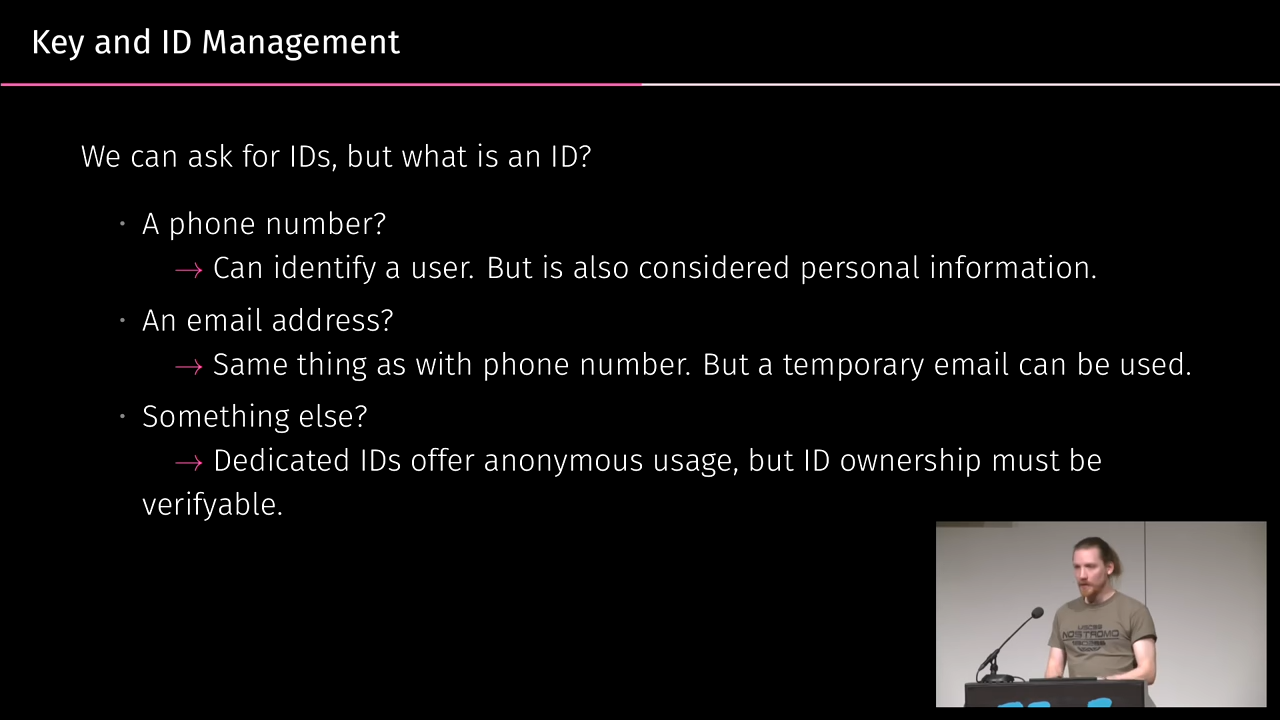 Key and ID Management
We can ask for IDs, but what is an ID?
· A phone number?
→ Can identify a user. But is also considered personal information.
· An email address?
→ Same thing as with phone number. But a temporary email can be used.
· Something else?
→ Dedicated IDs offer anonymous usage, but ID ownership must be
verifyable.
NOSTROMO